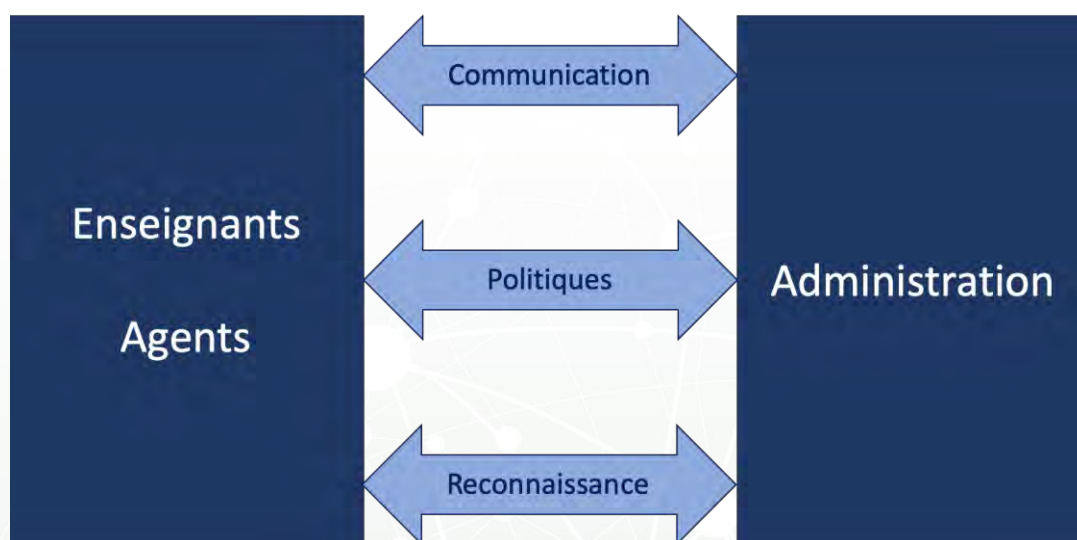 Enseignants
Agents
Communication
Politiques
Reconnaissance
Administration